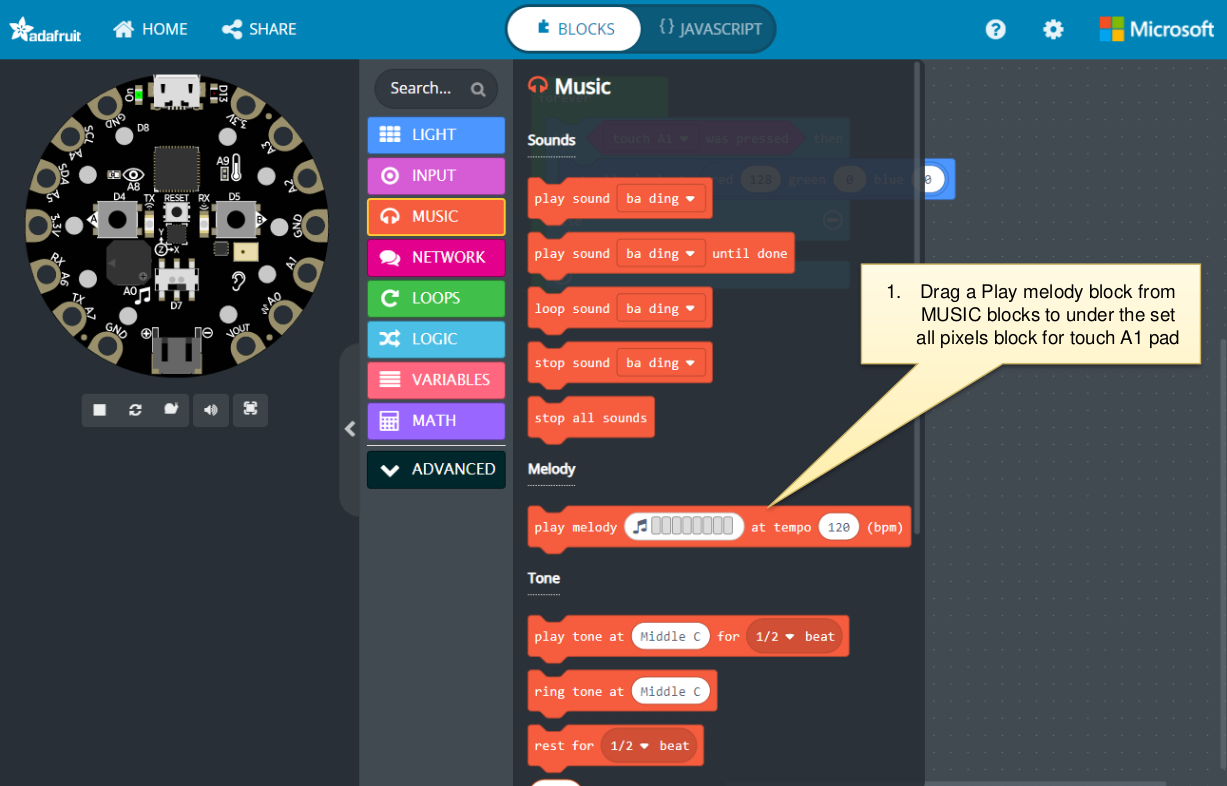 adafruit
HOME
SHARE
BLOCKS
{} JAVASCRIPT
?
Microsoft
Search...
LIGHT
INPUT
MUSIC
NETWORK
LOOPS
LOGIC
VARIABLES
MATH
ADVANCED
On
D13
GND
3.3V
D8
SCL
A4
A3
SDA
A5
A2
A8
A9
D4
TX
RESET
RX
D5
A
B
3.3V
GND
Y
Z
X
RX
A6
A1
A0
TX
A7
D7
A0
GND
VOUT
Music
forever
Sounds
touch A1 was pressed then
red 128 green 0 blue 0
play sound ba ding
play sound ba ding until done
loop sound ba ding
stop sound ba ding
stop all sounds
Melody
play melody at tempo 120 (bpm)
Tone
play tone at Middle C for 1/2 beat
ring tone at Middle C
rest for 1/2 beat
1. Drag a Play melody block from
MUSIC blocks to under the set
all pixels block for touch A1 pad